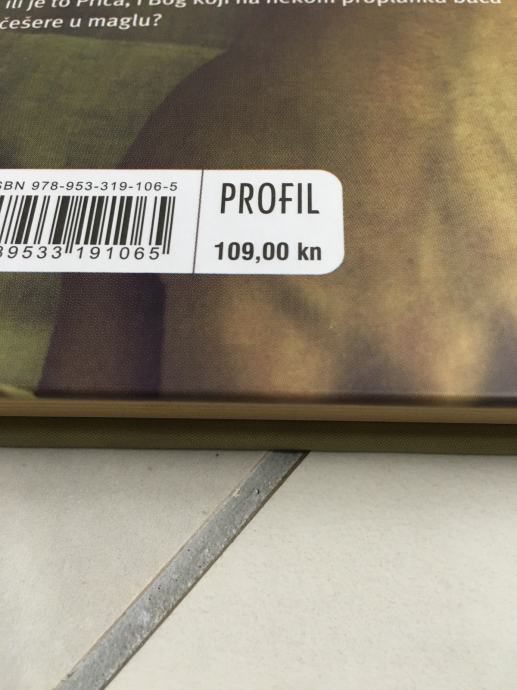 ili je to Priča, i Bog koji na nekom proplanku baca
češere u maglu?
SBN 978-953-319-106-5
PROFIL
109,00 kn
89533 191065